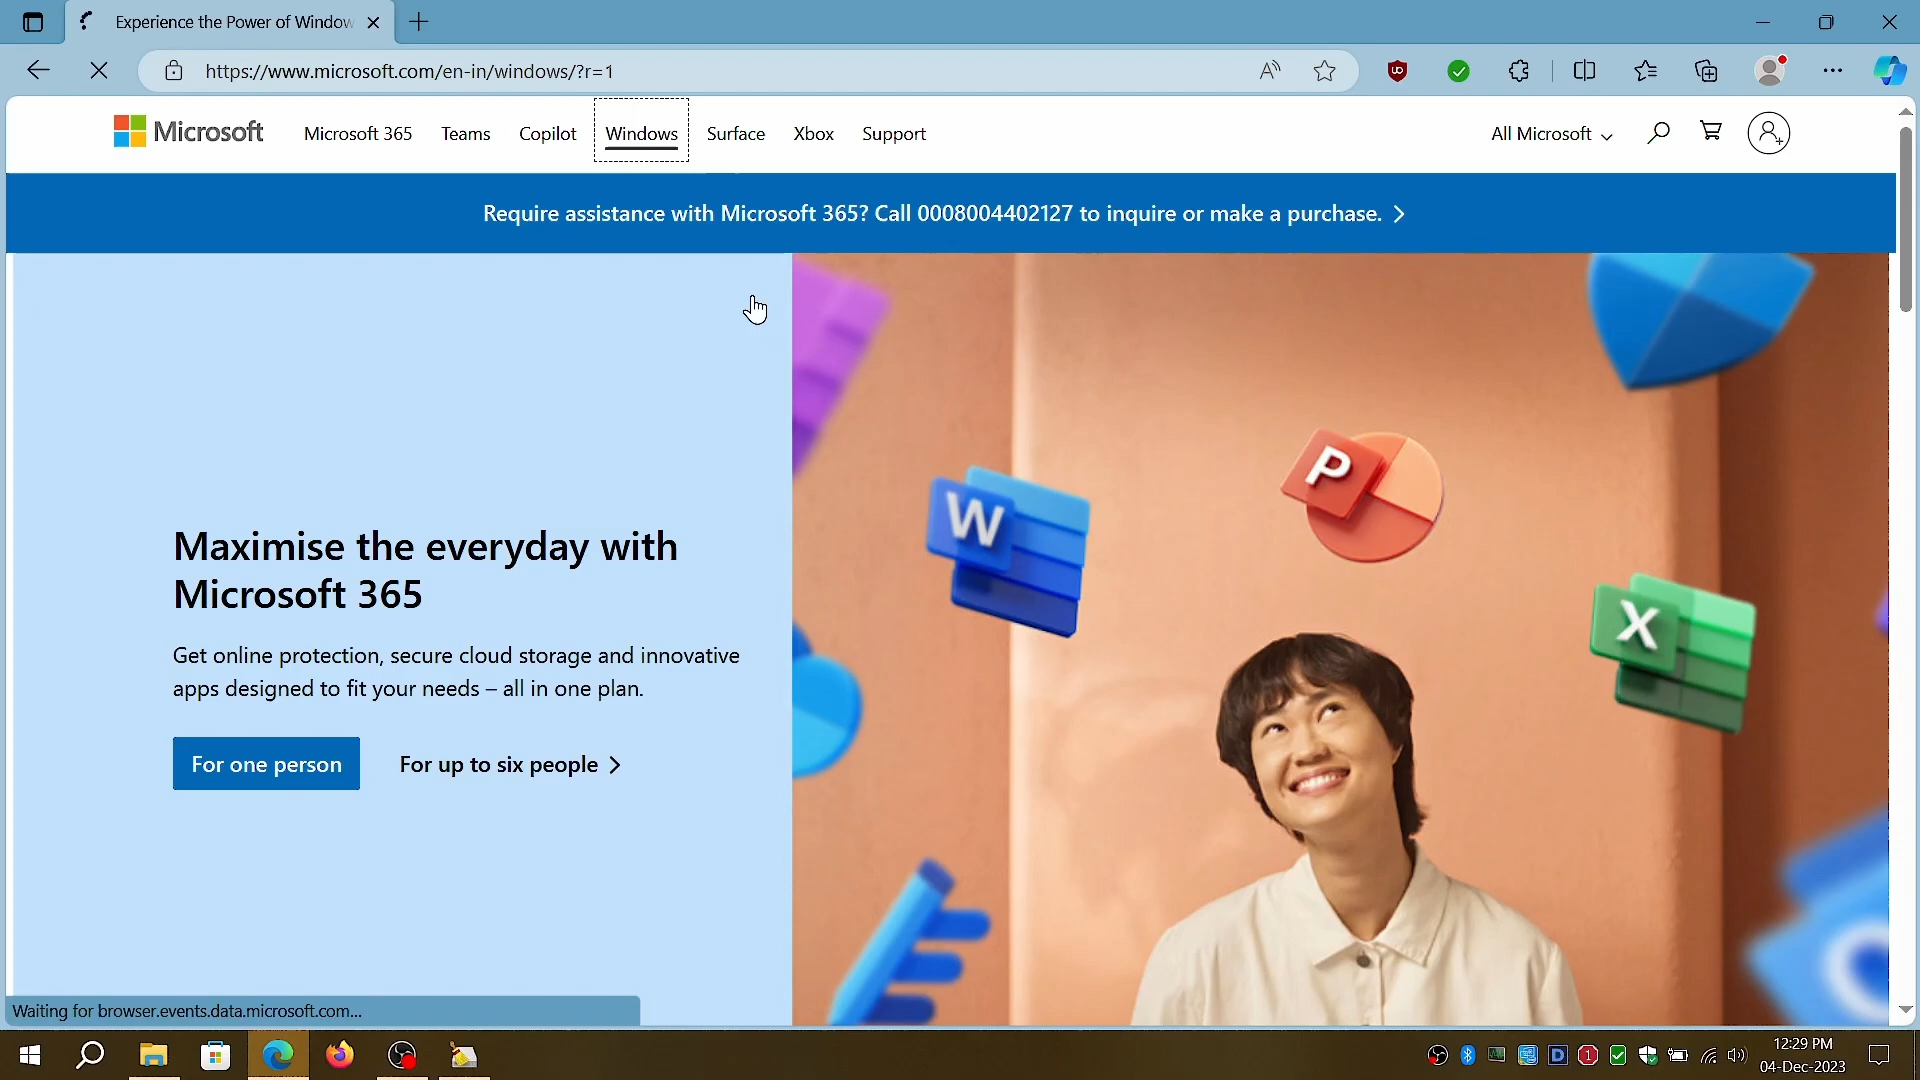 Experience the Power of Window
https://www.microsoft.com/en-in/windows/?r=1
Microsoft
Microsoft 365
Teams
Copilot
Windows
Surface
Xbox
Support
All Microsoft
Require assistance with Microsoft 365? Call 0008004402127 to inquire or make a purchase.
W
P
X
Maximise the everyday with
Microsoft 365
Get online protection, secure cloud storage and innovative
apps designed to fit your needs – all in one plan.
For one person
For up to six people
Waiting for browser.events.data.microsoft.com...
12:29 PM
04-Dec-2023